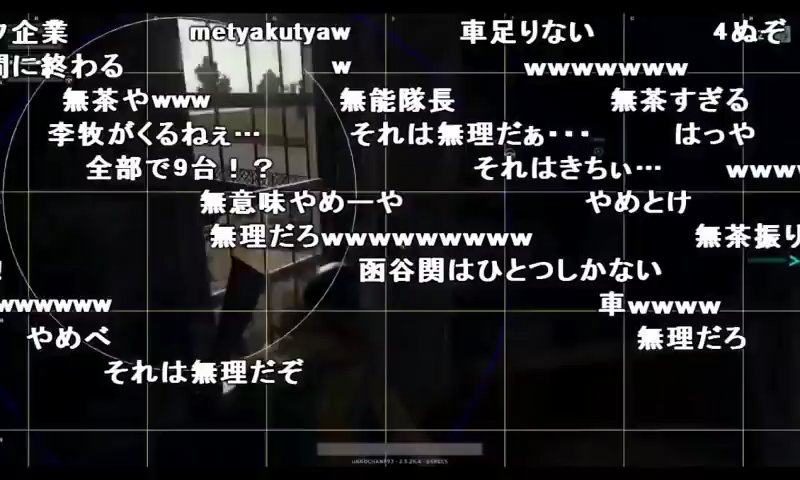 ク企業
metyakutyaw
車足りない
4ぬぞ
間に終わる
w
wwwwwww
無茶やwww
無能隊長
無茶すぎる
李牧がくるねぇ…
それは無理だぁ・・・
はっや
全部で9台！？
それはきちぃ…
wwww
無意味やめーや
やめとけ
無理だろwwwwwwwww
無茶振り
!
函谷関はひとつしかない
wwwwww
車wwww
やめべ
無理だろ
それは無理だぞ